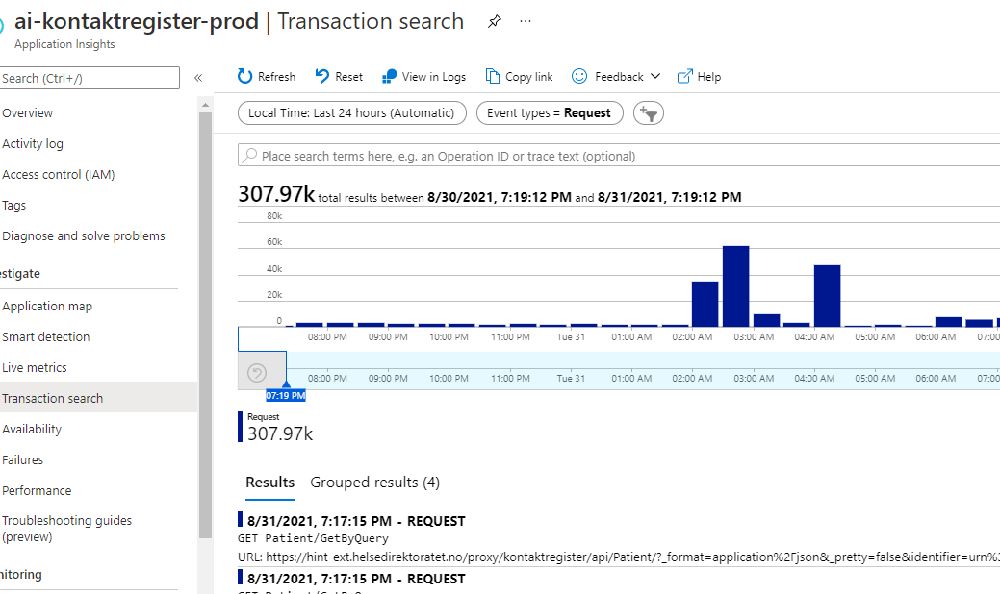 ai-kontaktregister-prod | Transaction search ...
Application Insights
Search (Ctrl+/) «
Overview
Activity log
Access control (IAM)
Tags
Diagnose and solve problems
estigate
Application map
Smart detection
Live metrics
Transaction search
Availability
Failures
Performance
Troubleshooting guides
(preview)
nitoring
Refresh Reset View in Logs Copy link Feedback Help
Local Time: Last 24 hours (Automatic) Event types = Request
Place search terms here, e.g. an Operation ID or trace text (optional)
307.97k total results between 8/30/2021, 7:19:12 PM and 8/31/2021, 7:19:12 PM
80k
60k
40k
20k
0
08:00 PM 09:00 PM 10:00 PM 11:00 PM Tue 31 01:00 AM 02:00 AM 03:00 AM 04:00 AM 05:00 AM 06:00 AM 07:00
08:00 PM 09:00 PM 10:00 PM 11:00 PM Tue 31 01:00 AM 02:00 AM 03:00 AM 04:00 AM 05:00 AM 06:00 AM 07:00
07:19 PM
Request
307.97k
Results Grouped results (4)
8/31/2021, 7:17:15 PM - REQUEST
GET Patient/GetByQuery
URL: https://hint-ext.helsedirektoratet.no/proxy/kontaktregister/api/Patient/?_format=application%2Fjson&_pretty=false&identifier=urn%3
8/31/2021, 7:17:15 PM - REQUEST